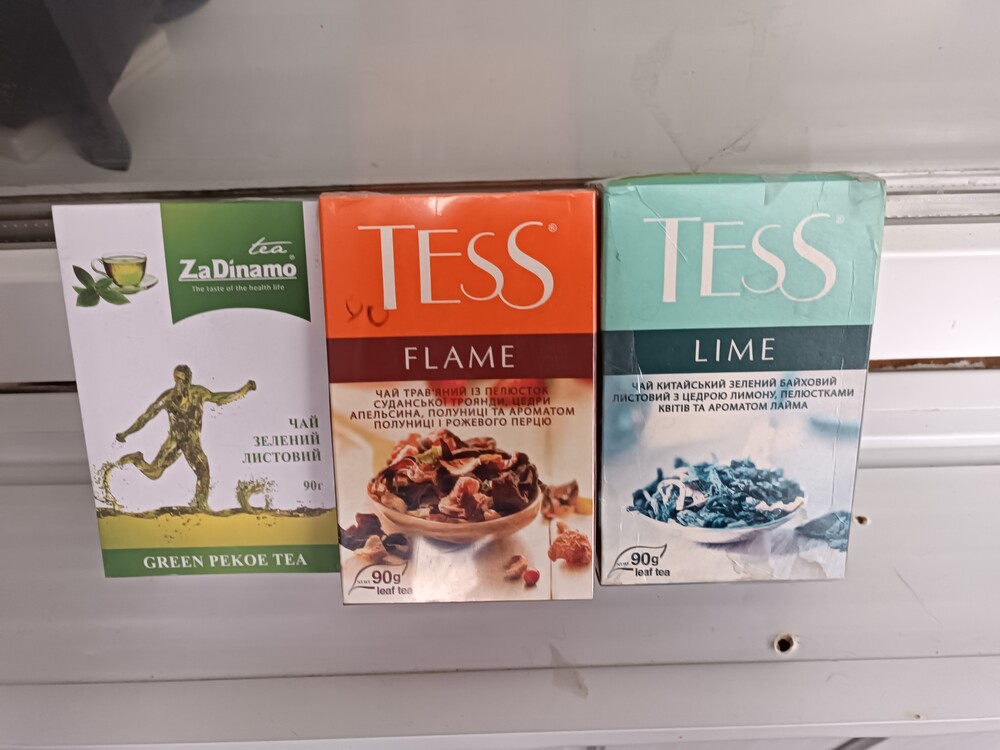 tea
ZaDinamo®
The taste of the health life
ЧАЙ
ЗЕЛЕНИЙ
ЛИСТОВИЙ
90г
GREEN PEKOE TEA
TESS®
FLAME
ЧАЙ ТРАВ'ЯНИЙ ІЗ ПЕЛЮСТОК
СУДАНСЬКОЇ ТРОЯНДИ, ЦЕДРИ
АПЕЛЬСИНА, ПОЛУНИЦІ ТА АРОМАТОМ
ПОЛУНИЦІ І РОЖЕВОГО ПЕРЦЮ
90g
leaf tea
TESS®
LIME
ЧАЙ КИТАЙСЬКИЙ ЗЕЛЕНИЙ БАЙХОВИЙ
ЛИСТОВИЙ З ЦЕДРОЮ ЛИМОНУ, ПЕЛЮСТКАМИ
КВІТІВ ТА АРОМАТОМ ЛАЙМА
90g
leaf tea